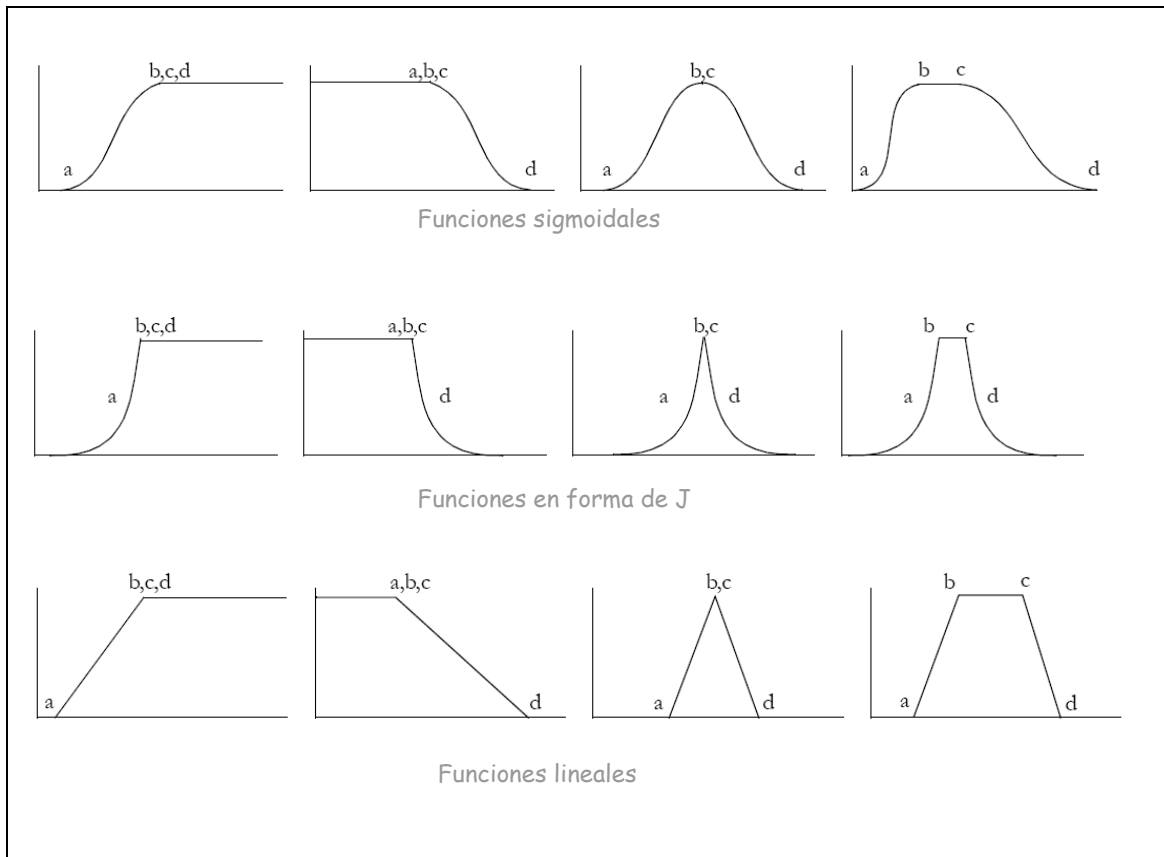 b,c,d a,b,c b,c b c
a d a d a d
Funciones sigmoidales
b,c,d a,b,c b,c b c
a d a d a d
Funciones en forma de J
b,c,d a,b,c b,c b c
a d a d a d
Funciones lineales